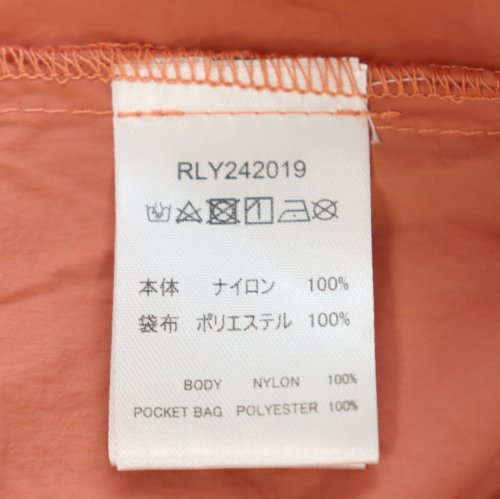 RLY242019
本体 ナイロン 100%
袋布 ポリエステル 100%
BODY NYLON 100%
POCKET BAG POLYESTER 100%